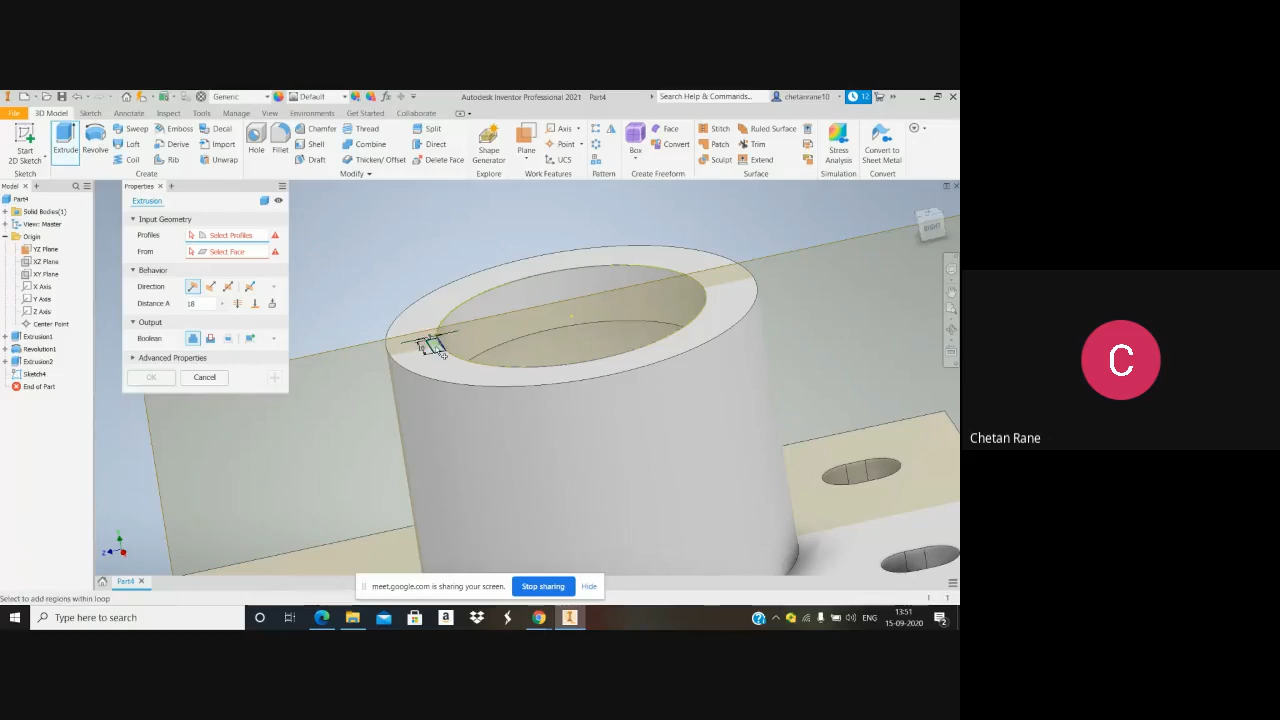 Generic
Default
Autodesk Inventor Professional 2021 Part4
Search Help & Commands...
chetanrane10
12
File 3D Model Sketch Annotate Inspect Tools Manage View Environments Get Started Collaborate
Start
2D Sketch
Extrude
Revolve
Sweep
Emboss
Decal
Loft
Derive
Import
Coil
Rib
Unwrap
Hole
Fillet
Chamfer
Thread
Split
Shell
Combine
Direct
Draft
Thicken/ Offset
Delete Face
Shape
Generator
Plane
Axis
Point
UCS
Box
Face
Convert
Stitch
Ruled Surface
Patch
Trim
Sculpt
Extend
Stress
Analysis
Convert to
Sheet Metal
Sketch Create Modify Explore Work Features Pattern Create Freeform Surface Simulation Convert
Model
Part4
Solid Bodies(1)
View: Master
Origin
YZ Plane
XZ Plane
XY Plane
X Axis
Y Axis
Z Axis
Center Point
Extrusion1
Revolution1
Extrusion2
Sketch4
End of Part
Properties
Extrusion
Input Geometry
Profiles Select Profiles
From Select Face
Behavior
Direction
Distance A 18
Output
Boolean
Advanced Properties
OK Cancel
RIGHT
Z
Part4
meet.google.com is sharing your screen. Stop sharing Hide
Select to add regions within loop
1 1
Type here to search
a
ENG
13:51
15-09-2020
2
C
Chetan Rane